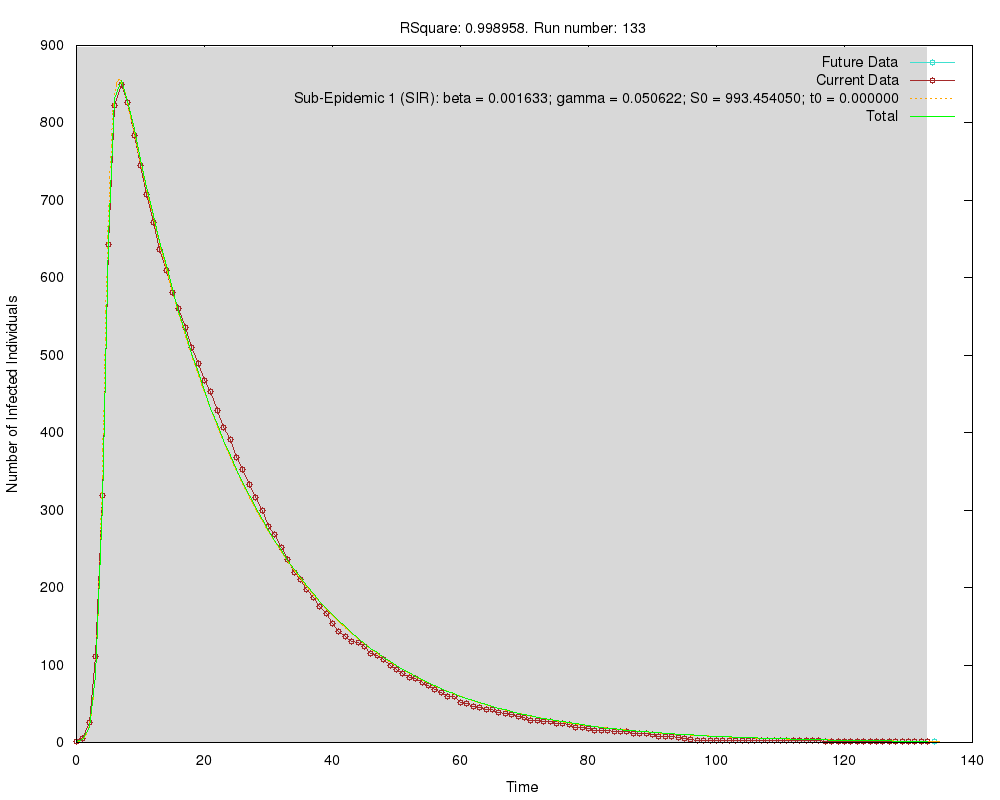 RSquare: 0.998958. Run number: 133
Future Data
Current Data
Sub-Epidemic 1 (SIR): beta = 0.001633; gamma = 0.050622; S0 = 993.454050; t0 = 0.000000
Total
900
800
700
600
500
400
300
200
100
0
Number of Infected Individuals
0 20 40 60 80 100 120 140
Time